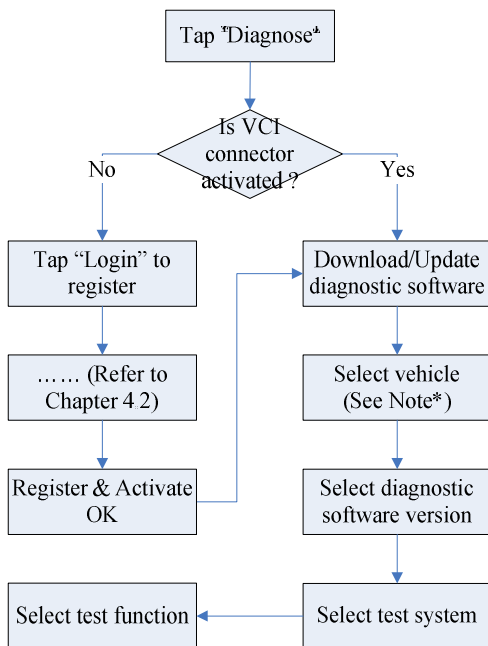 Tap "Diagnose"
Is VCI
connector
activated ?
No
Yes
Tap “Login” to
register
Download/Update
diagnostic software
…… (Refer to
Chapter 4.2)
Select vehicle
(See Note*)
Register & Activate
OK
Select diagnostic
software version
Select test function
Select test system